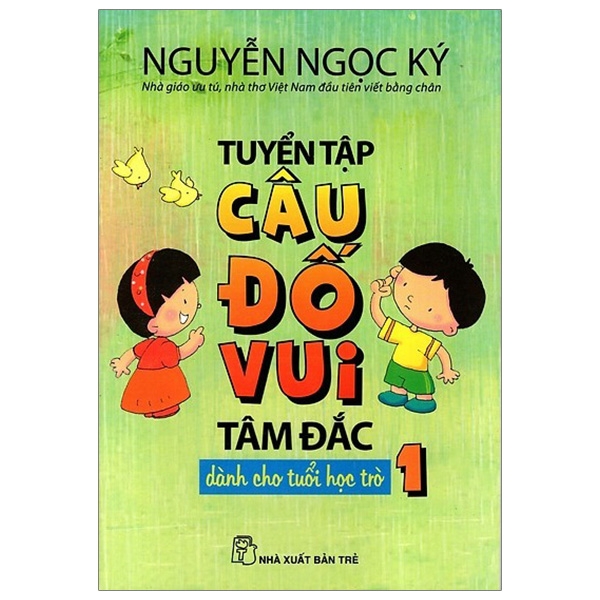 NGUYỄN NGỌC KÝ
Nhà giáo ưu tú, nhà thơ Việt Nam đầu tiên viết bằng chân
TUYỂN TẬP
CÂU
ĐỐ
VUI
TÂM ĐẮC
dành cho tuổi học trò
1
NHÀ XUẤT BẢN TRẺ